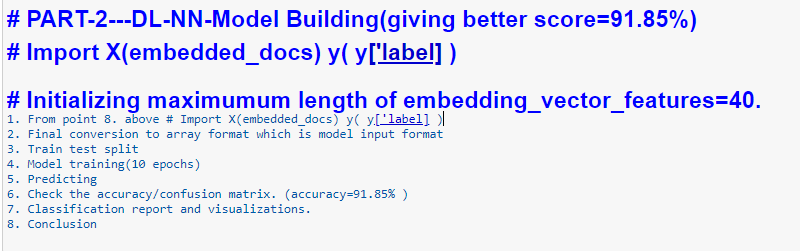 # PART-2---DL-NN-Model Building(giving better score=91.85%)
# Import X(embedded_docs) y( y['label] )
# Initializing maximumum length of embedding_vector_features=40.
1. From point 8. above # Import X(embedded_docs) y( y['label] )
2. Final conversion to array format which is model input format
3. Train test split
4. Model training(10 epochs)
5. Predicting
6. Check the accuracy/confusion matrix. (accuracy=91.85% )
7. Classification report and visualizations.
8. Conclusion